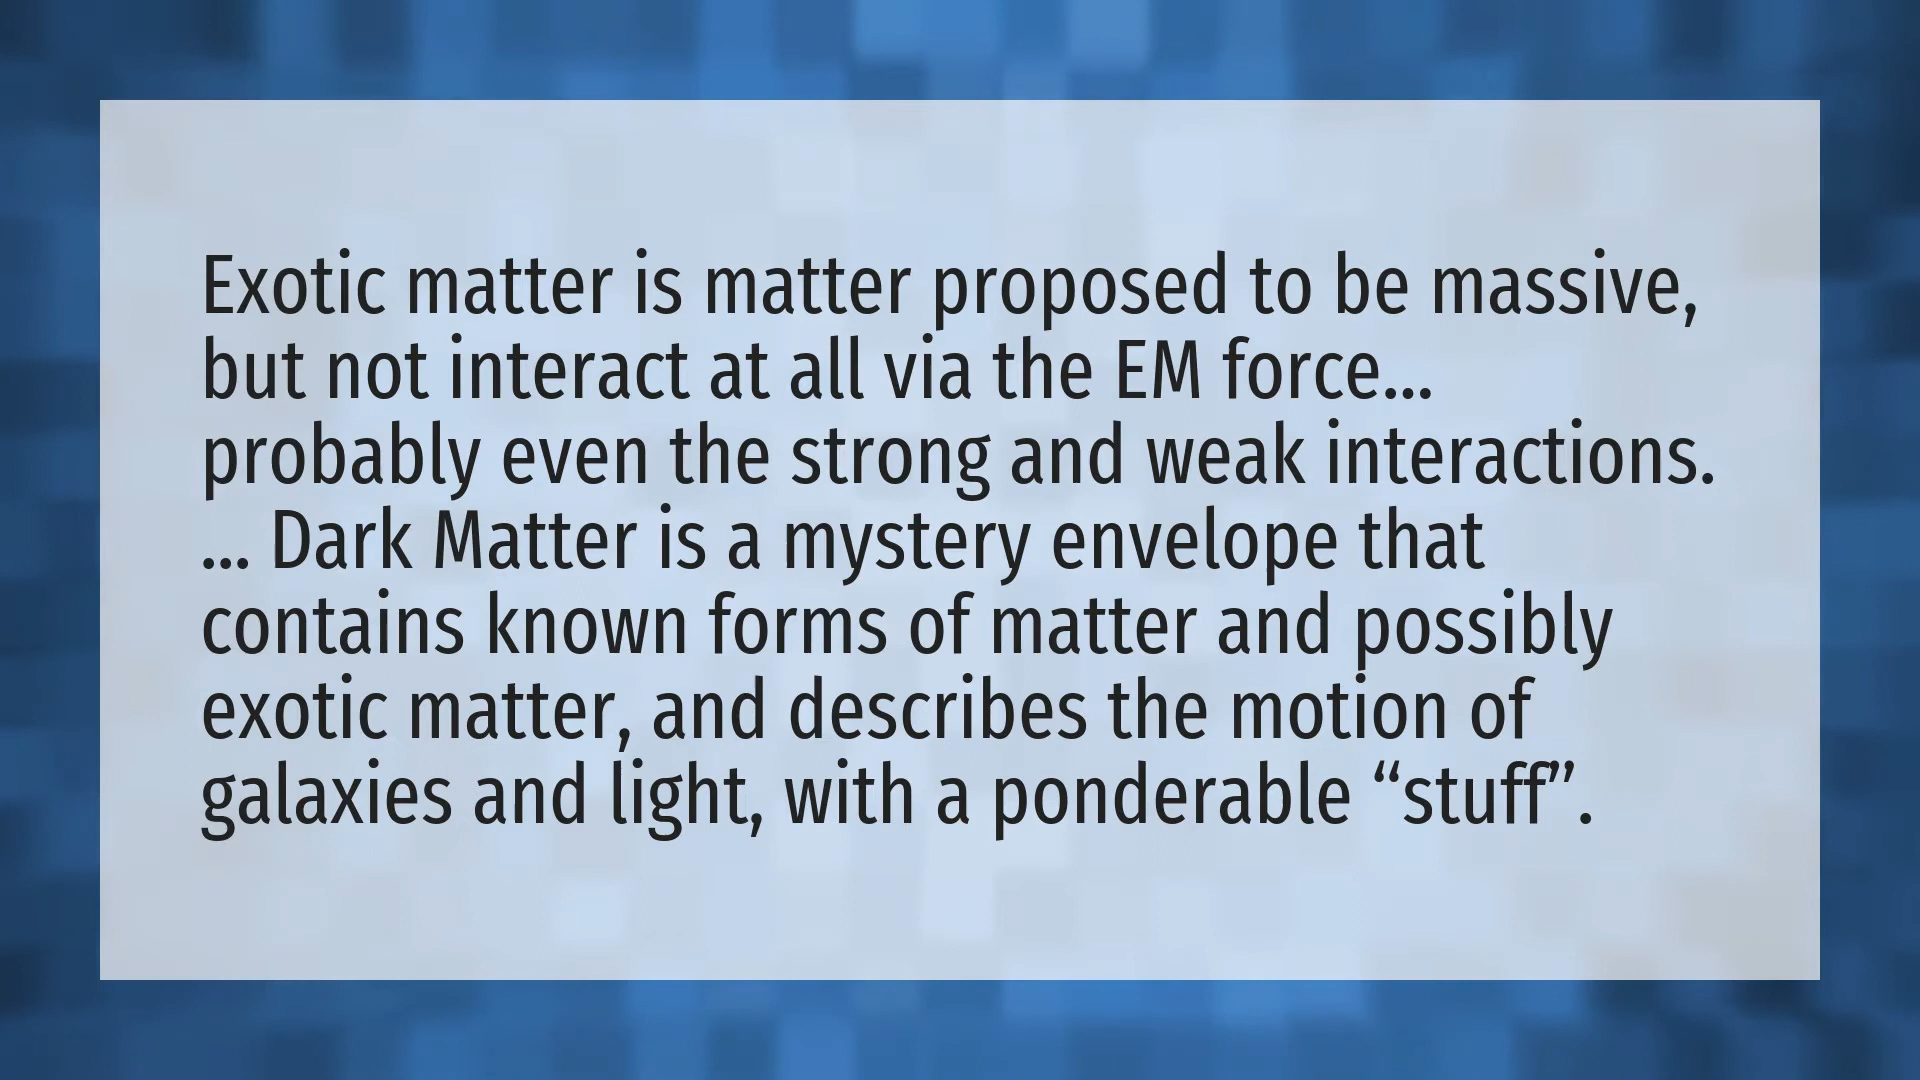 Exotic matter is matter proposed to be massive,
but not interact at all via the EM force...
probably even the strong and weak interactions.
... Dark Matter is a mystery envelope that
contains known forms of matter and possibly
exotic matter, and describes the motion of
galaxies and light, with a ponderable “stuff”.